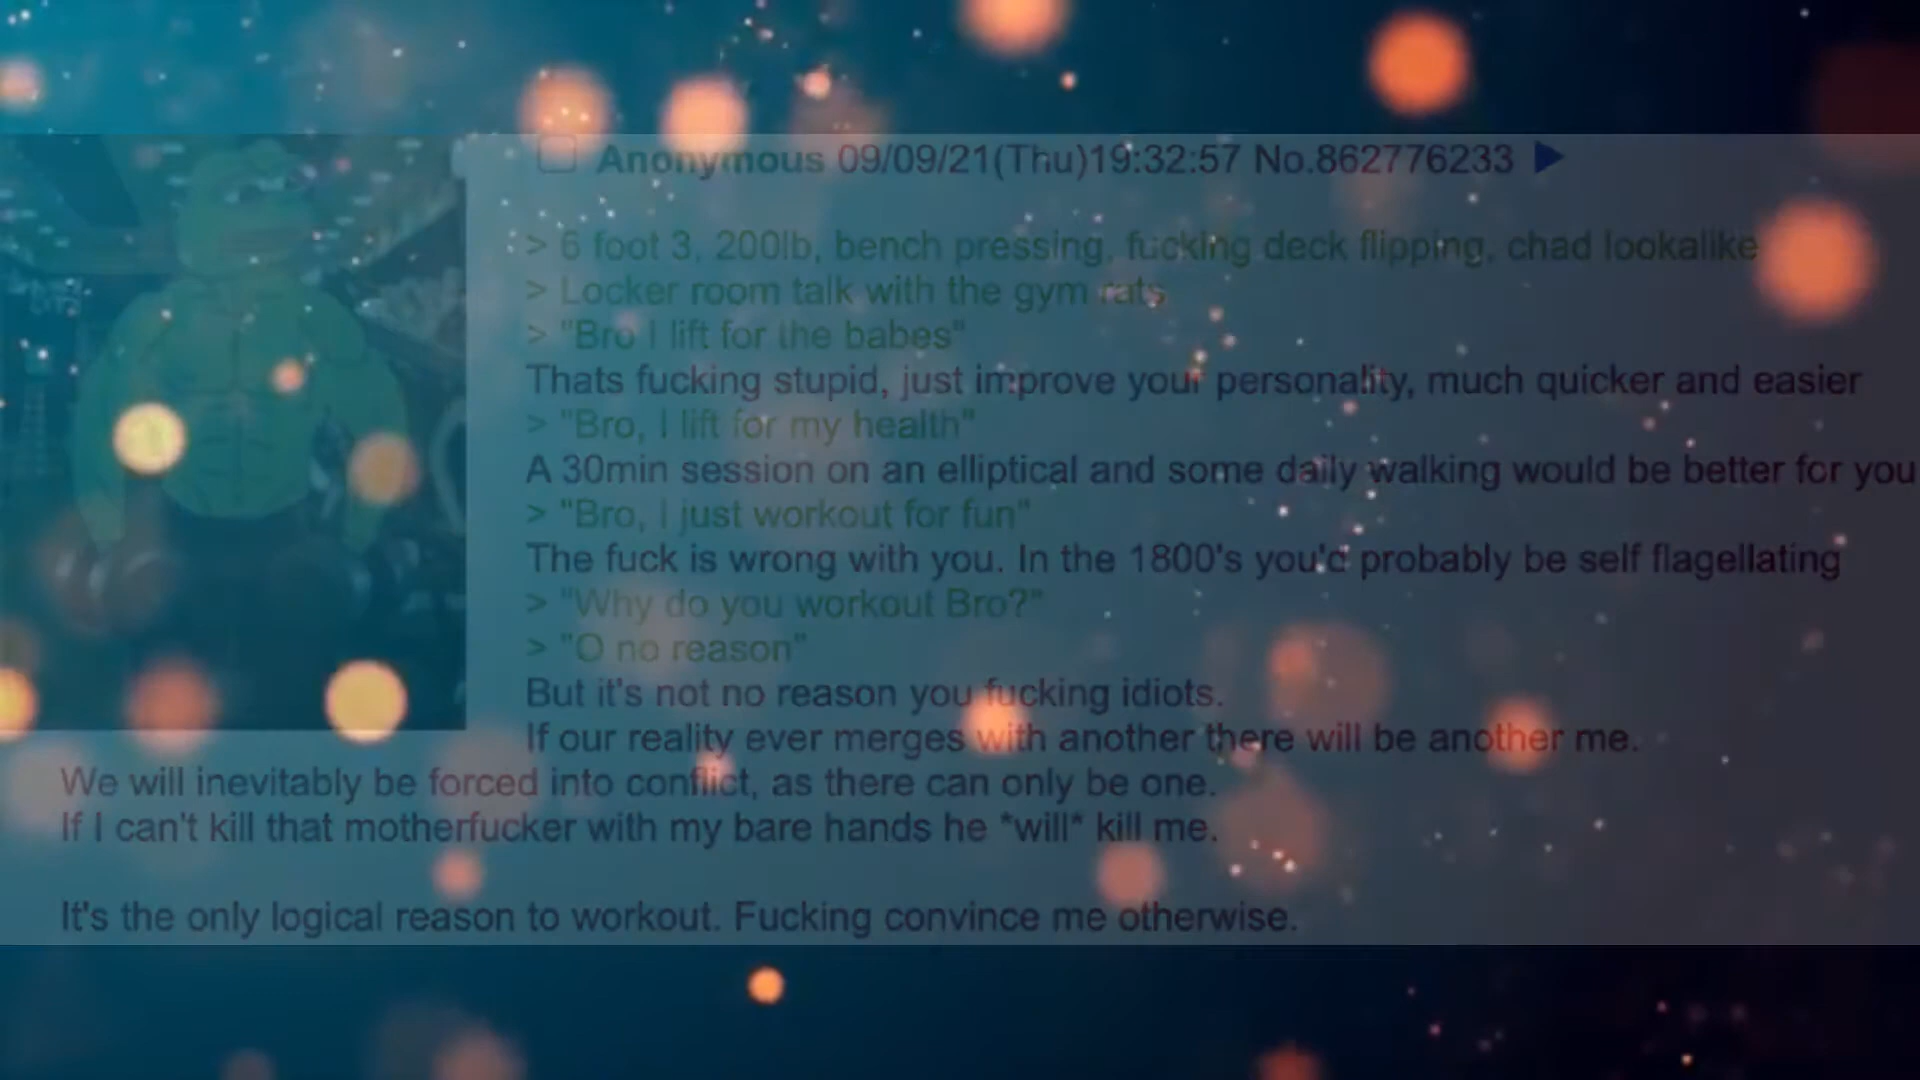 Anonymous 09/09/21(Thu)19:32:57 No.862776233
> 6 foot 3, 200lb, bench pressing, fucking deck flipping, chad lookalike
> Locker room talk with the gym rats
> "Bro I lift for the babes"
Thats fucking stupid, just improve your personality, much quicker and easier
> "Bro, I lift for my health"
A 30min session on an elliptical and some daily walking would be better for you
> "Bro, I just workout for fun"
The fuck is wrong with you. In the 1800's you'd probably be self flagellating
> "Why do you workout Bro?"
> "O no reason"
But it's not no reason you fucking idiots.
If our reality ever merges with another there will be another me.
We will inevitably be forced into conflict, as there can only be one.
If I can't kill that motherfucker with my bare hands he *will* kill me.
It's the only logical reason to workout. Fucking convince me otherwise.